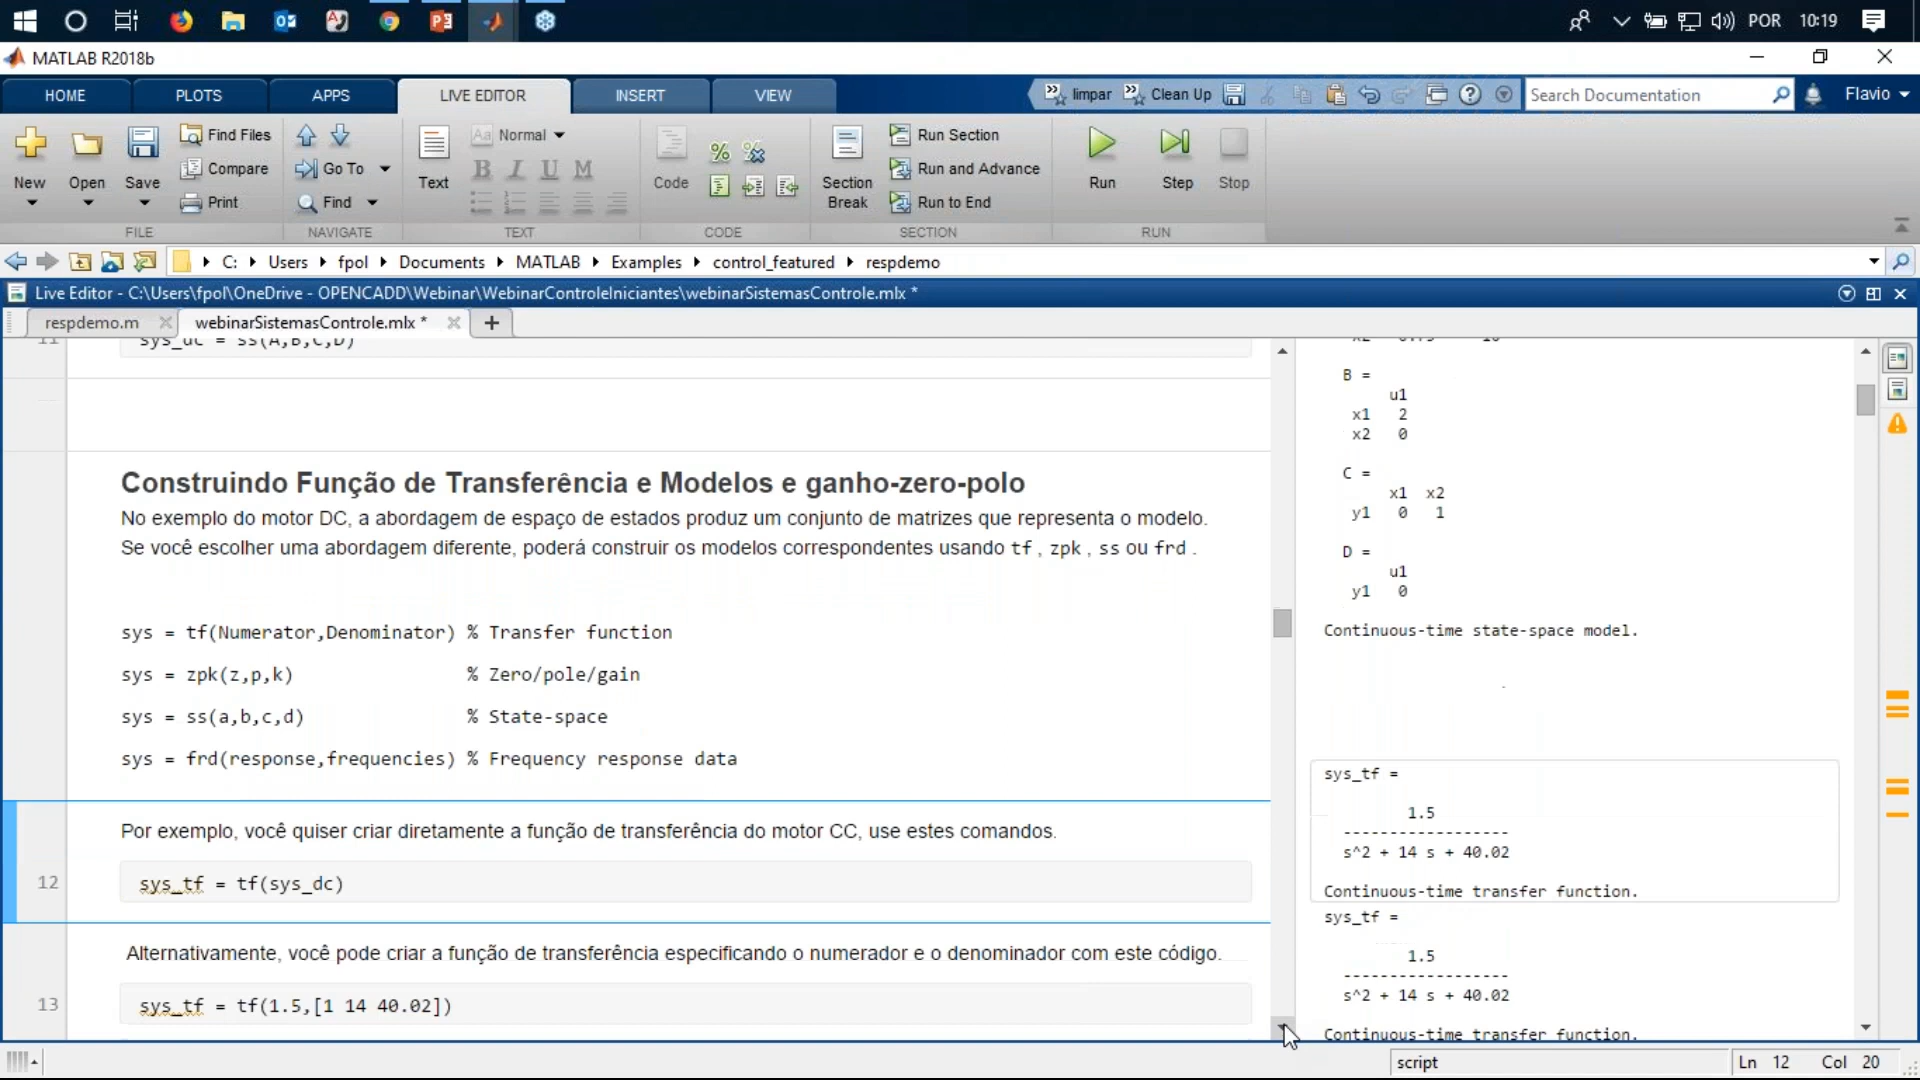 POR 10:19
MATLAB R2018b
HOME PLOTS APPS LIVE EDITOR INSERT VIEW
limpar Clean Up Search Documentation Flavio
New Open Save Find Files Compare Print
FILE
Go To Find
NAVIGATE
Text Aa Normal B I U M
TEXT
Code
CODE
Section Break Run Section Run and Advance Run to End
SECTION
Run Step Stop
RUN
C: Users fpol Documents MATLAB Examples control_featured respdemo
Live Editor - C:\Users\fpol\OneDrive - OPENCADD\Webinar\WebinarControleIniciantes\webinarSistemasControle.mlx *
respdemo.m webinarSistemasControle.mlx *
11 sys_dc = ss(A,B,C,D)
Construindo Função de Transferência e Modelos e ganho-zero-polo
No exemplo do motor DC, a abordagem de espaço de estados produz um conjunto de matrizes que representa o modelo.
Se você escolher uma abordagem diferente, poderá construir os modelos correspondentes usando tf , zpk , ss ou frd .
sys = tf(Numerator,Denominator) % Transfer function
sys = zpk(z,p,k) % Zero/pole/gain
sys = ss(a,b,c,d) % State-space
sys = frd(response,frequencies) % Frequency response data
Por exemplo, você quiser criar diretamente a função de transferência do motor CC, use estes comandos.
12 sys_tf = tf(sys_dc)
Alternativamente, você pode criar a função de transferência especificando o numerador e o denominador com este código.
13 sys_tf = tf(1.5,[1 14 40.02])
B =
u1
x1 2
x2 0
C =
x1 x2
y1 0 1
D =
u1
y1 0
Continuous-time state-space model.
sys_tf =
1.5
------------------
s^2 + 14 s + 40.02
Continuous-time transfer function.
sys_tf =
1.5
------------------
s^2 + 14 s + 40.02
Continuous-time transfer function.
script Ln 12 Col 20